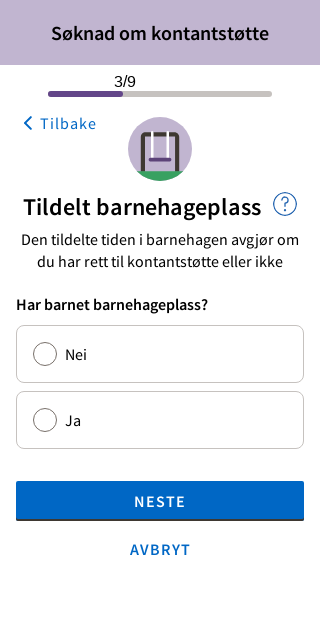 Søknad om kontantstøtte
3/9
Tilbake
Tildelt barnehageplass ?
Den tildelte tiden i barnehagen avgjør om
du har rett til kontantstøtte eller ikke
Har barnet barnehageplass?
Nei
Ja
NESTE
AVBRYT